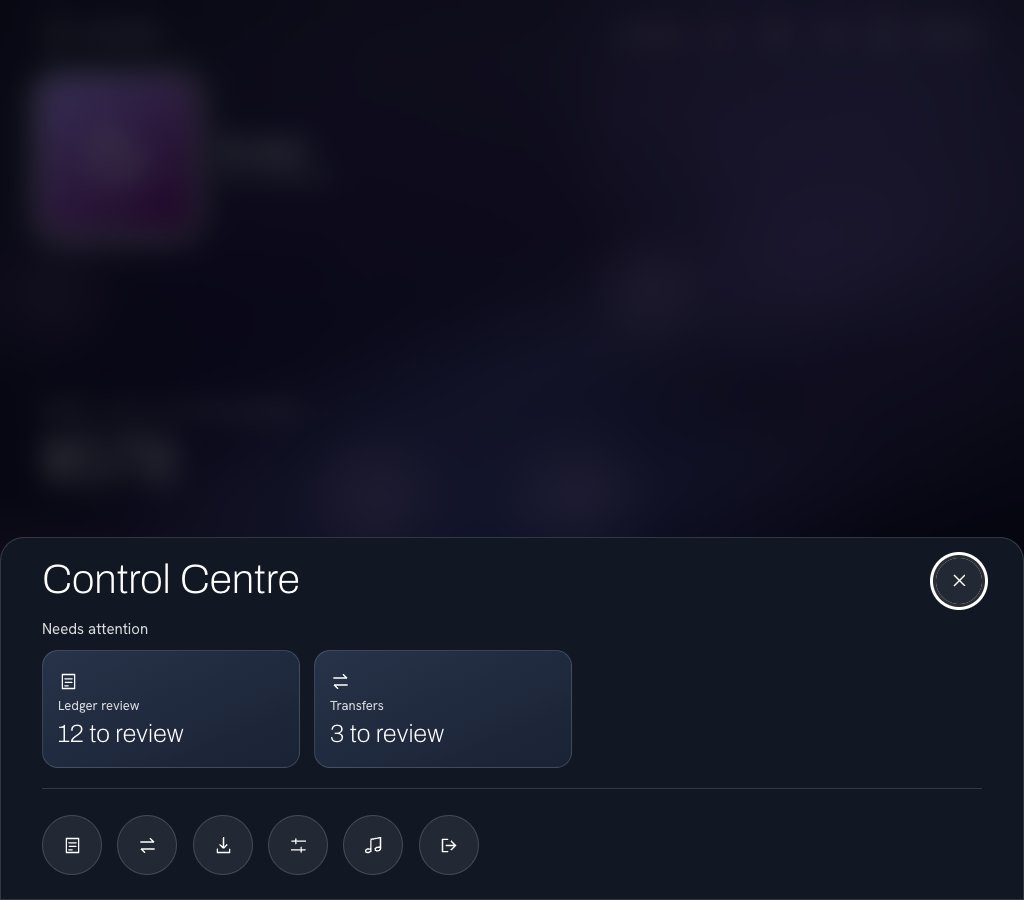 Control Centre
Needs attention
Ledger review
12 to review
Transfers
3 to review